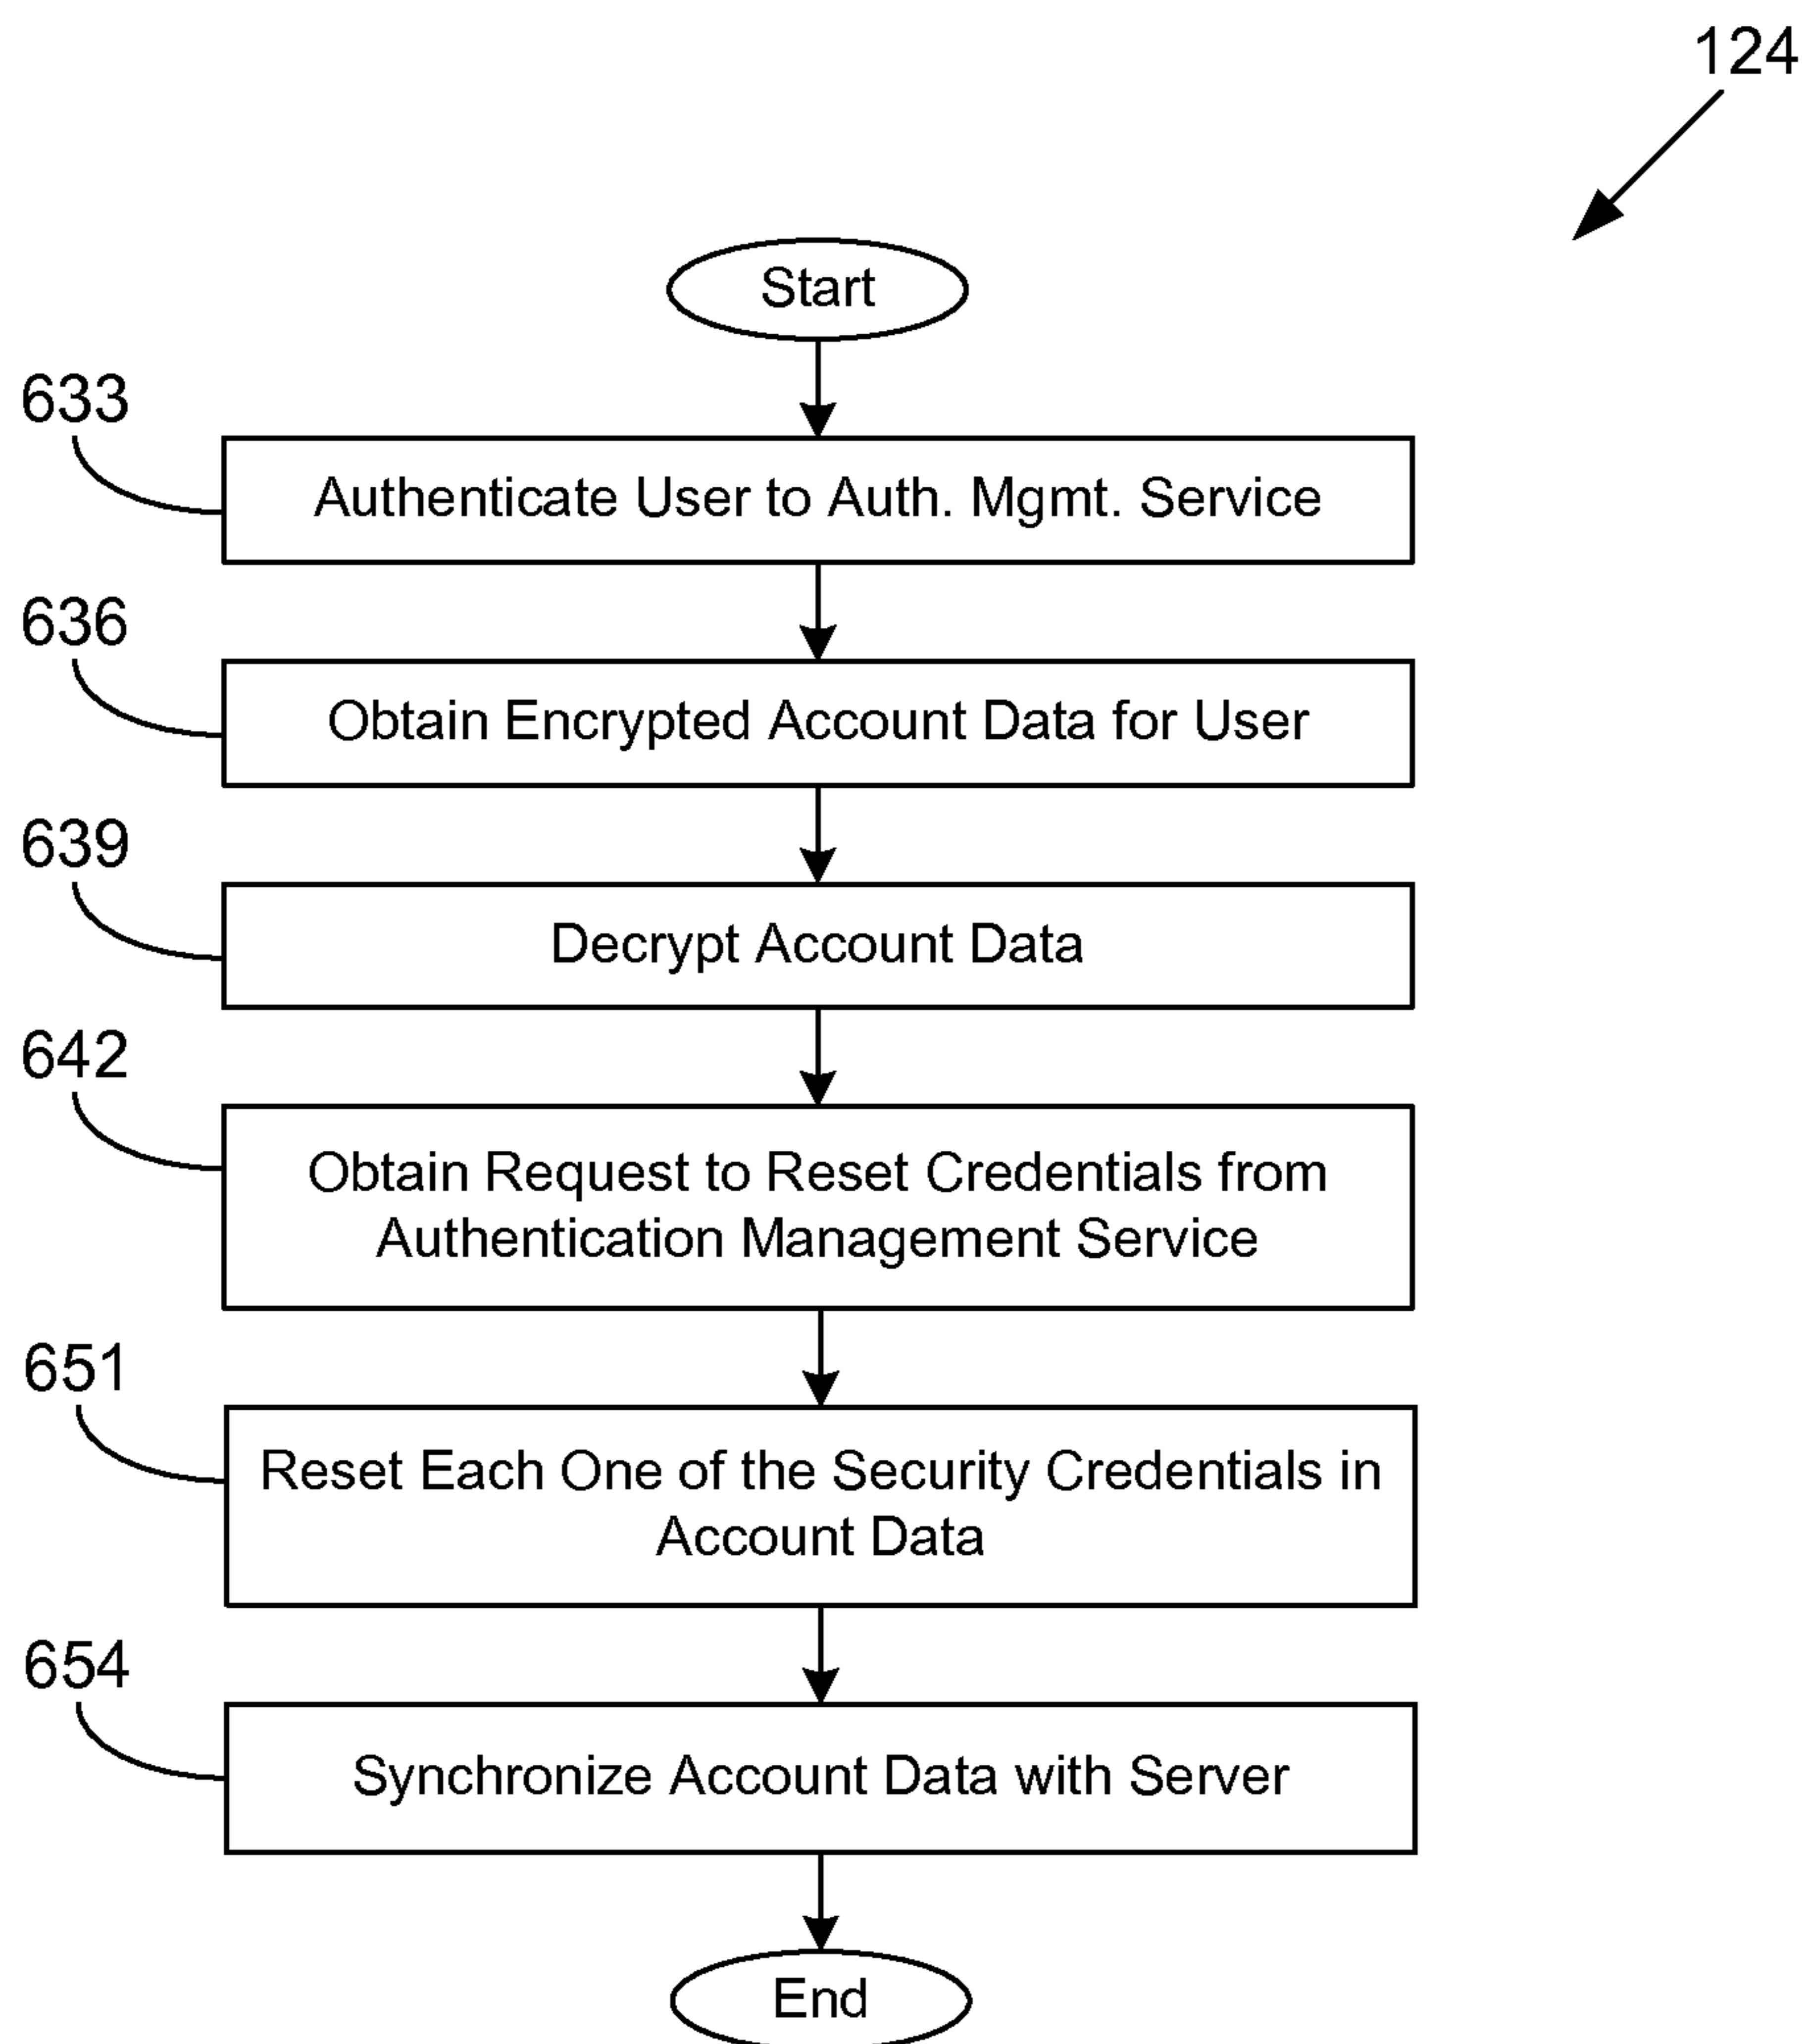 124
Start
633
Authenticate User to Auth. Mgmt. Service
636
Obtain Encrypted Account Data for User
639
Decrypt Account Data
642
Obtain Request to Reset Credentials from
Authentication Management Service
651
Reset Each One of the Security Credentials in
Account Data
654
Synchronize Account Data with Server
End